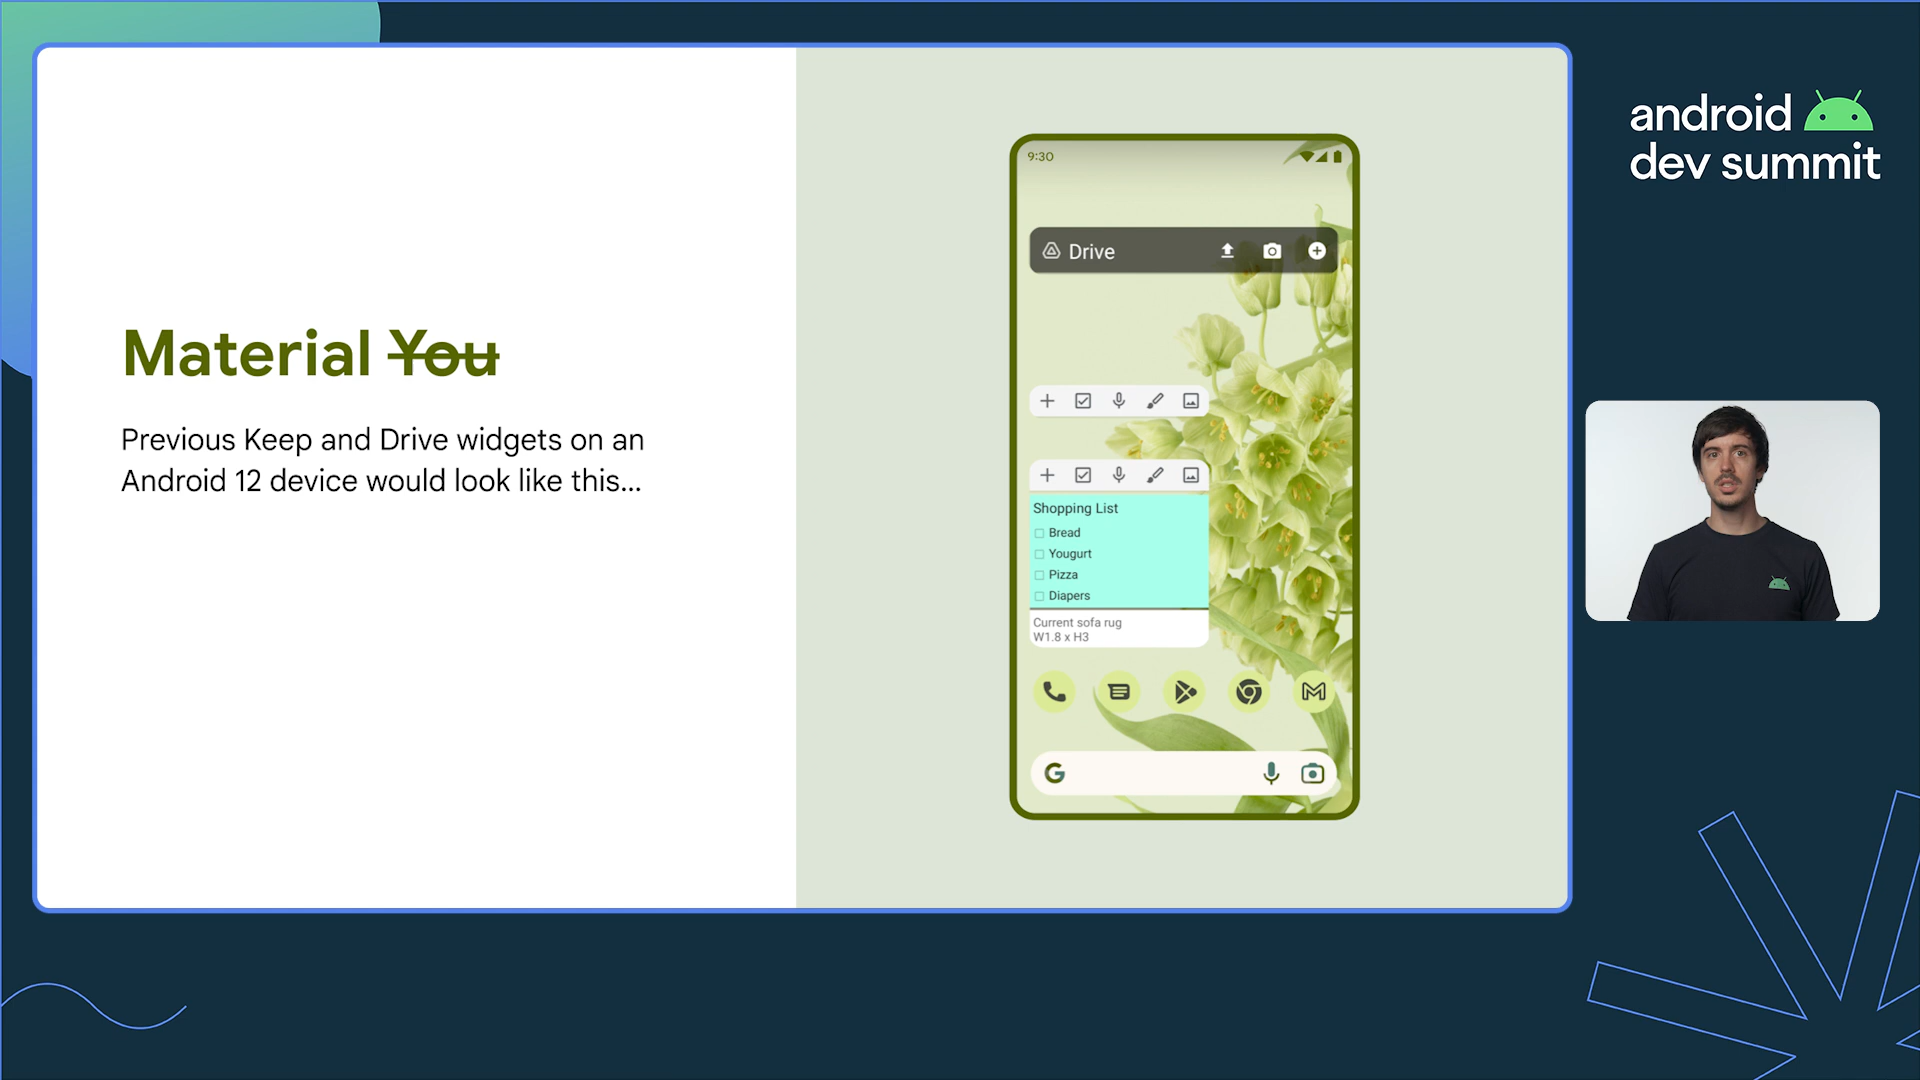 Material You
Previous Keep and Drive widgets on an
Android 12 device would look like this...
9:30
Drive
Shopping List
Bread
Yougurt
Pizza
Diapers
Current sofa rug
W1.8 x H3
android
dev summit